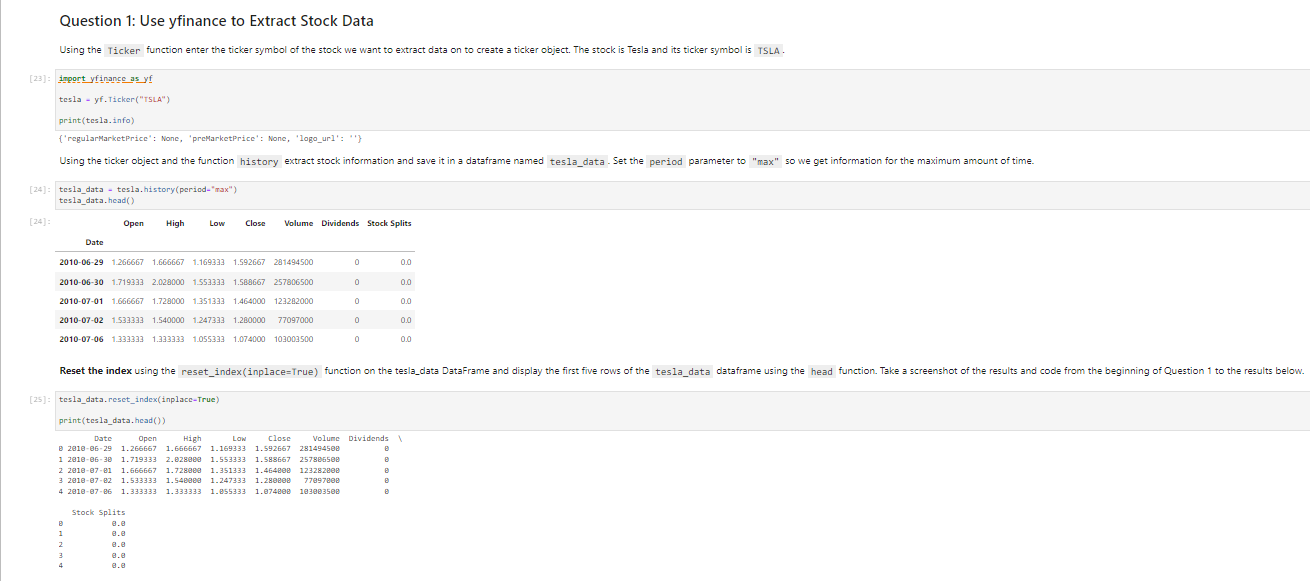 Question 1: Use yfinance to Extract Stock Data
Using the Ticker function enter the ticker symbol of the stock we want to extract data on to create a ticker object. The stock is Tesla and its ticker symbol is TSLA.
[23]: import yfinance as yf
tesla = yf.Ticker("TSLA")
print(tesla.info)
{'regularMarketPrice': None, 'preMarketPrice': None, 'logo_url': ''}
Using the ticker object and the function history extract stock information and save it in a dataframe named tesla_data. Set the period parameter to "max" so we get information for the maximum amount of time.
[24]: tesla_data = tesla.history(period="max")
tesla_data.head()
[24]: Open High Low Close Volume Dividends Stock Splits
Date
2010-06-29 1.266667 1.666667 1.169333 1.592667 281494500 0 0.0
2010-06-30 1.719333 2.028000 1.553333 1.588667 257806500 0 0.0
2010-07-01 1.666667 1.728000 1.351333 1.464000 123282000 0 0.0
2010-07-02 1.533333 1.540000 1.247333 1.280000 77097000 0 0.0
2010-07-06 1.333333 1.333333 1.055333 1.074000 103003500 0 0.0
Reset the index using the reset_index(inplace=True) function on the tesla_data DataFrame and display the first five rows of the tesla_data dataframe using the head function. Take a screenshot of the results and code from the beginning of Question 1 to the results below.
[25]: tesla_data.reset_index(inplace=True)
print(tesla_data.head())
Date Open High Low Close Volume Dividends \
0 2010-06-29 1.266667 1.666667 1.169333 1.592667 281494500 0
1 2010-06-30 1.719333 2.028000 1.553333 1.588667 257806500 0
2 2010-07-01 1.666667 1.728000 1.351333 1.464000 123282000 0
3 2010-07-02 1.533333 1.540000 1.247333 1.280000 77097000 0
4 2010-07-06 1.333333 1.333333 1.055333 1.074000 103003500 0
Stock Splits
0 0.0
1 0.0
2 0.0
3 0.0
4 0.0